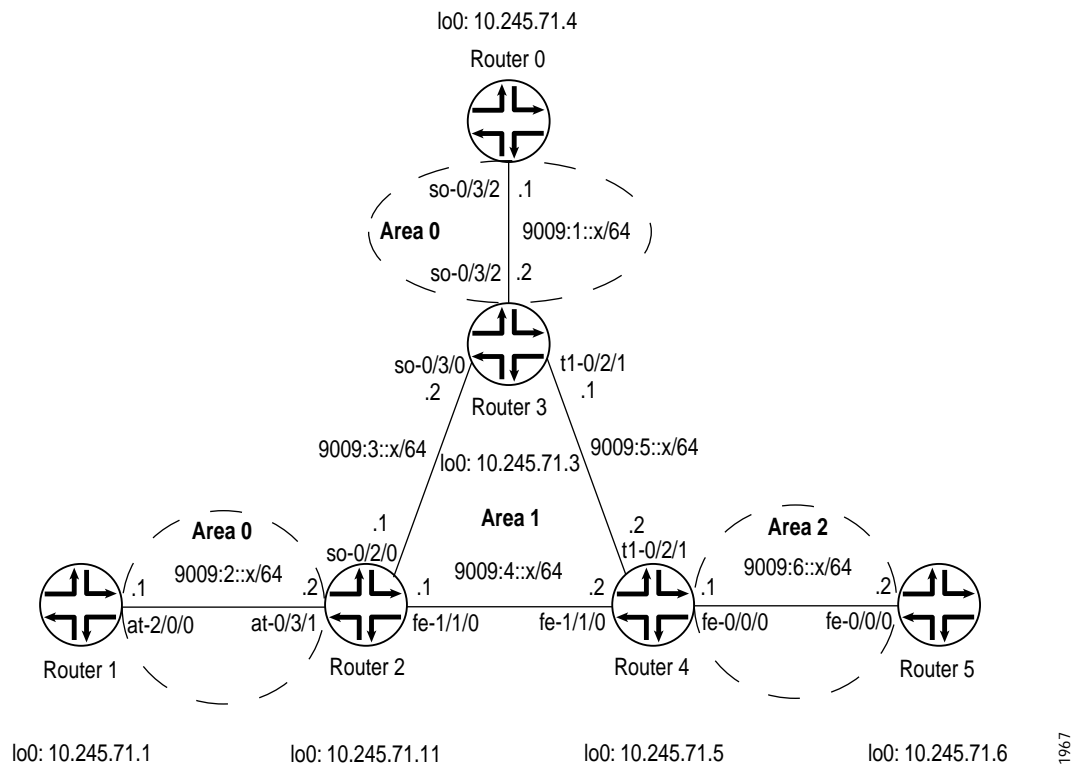 lo0: 10.245.71.4
Router 0
so-0/3/2 .1
Area 0 9009:1::x/64
so-0/3/2 .2
so-0/3/0 t1-0/2/1
.2 .1
Router 3
9009:3::x/64 9009:5::x/64
lo0: 10.245.71.3
Area 0 Area 1 Area 2
.1 .2
so-0/2/0 t1-0/2/1
9009:2::x/64 9009:4::x/64 9009:6::x/64
.1 .2 .1 .2 .1 .2
at-2/0/0 at-0/3/1 fe-1/1/0 fe-1/1/0 fe-0/0/0 fe-0/0/0
Router 1 Router 2 Router 4 Router 5
lo0: 10.245.71.1 lo0: 10.245.71.11 lo0: 10.245.71.5 lo0: 10.245.71.6
1967